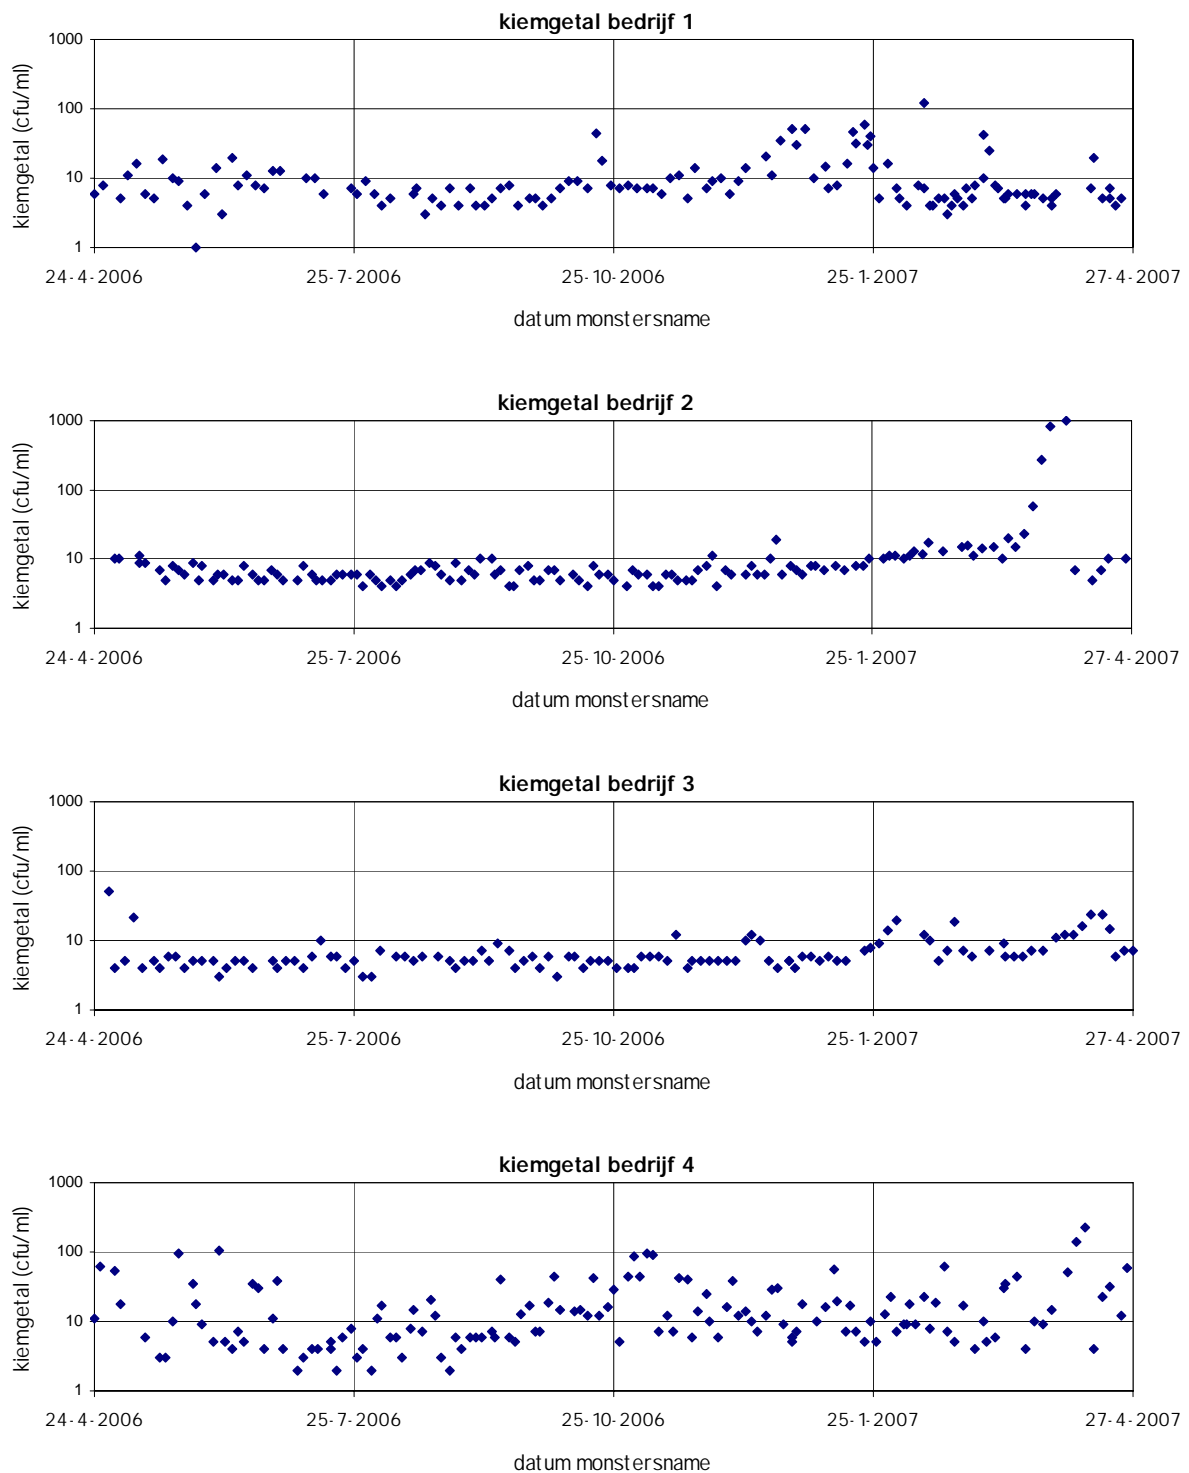 kiemgetal bedrijf 1
kiemgetal (cfu/ml)
1000
100
10
1
24-4-2006 25-7-2006 25-10-2006 25-1-2007 27-4-2007
datum monstersname
kiemgetal bedrijf 2
kiemgetal (cfu/ml)
1000
100
10
1
24-4-2006 25-7-2006 25-10-2006 25-1-2007 27-4-2007
datum monstersname
kiemgetal bedrijf 3
kiemgetal (cfu/ml)
1000
100
10
1
24-4-2006 25-7-2006 25-10-2006 25-1-2007 27-4-2007
datum monstersname
kiemgetal bedrijf 4
kiemgetal (cfu/ml)
1000
100
10
1
24-4-2006 25-7-2006 25-10-2006 25-1-2007 27-4-2007
datum monstersname